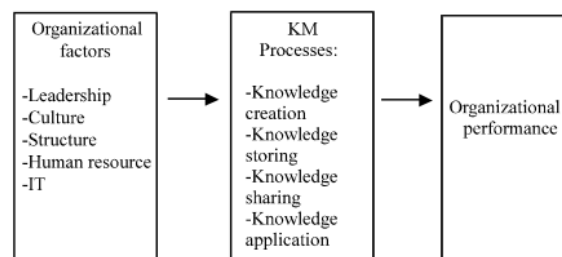 Organizational
factors
-Leadership
-Culture
-Structure
-Human resource
-IT
KM
Processes:
-Knowledge
creation
-Knowledge
storing
-Knowledge
sharing
-Knowledge
application
Organizational
performance